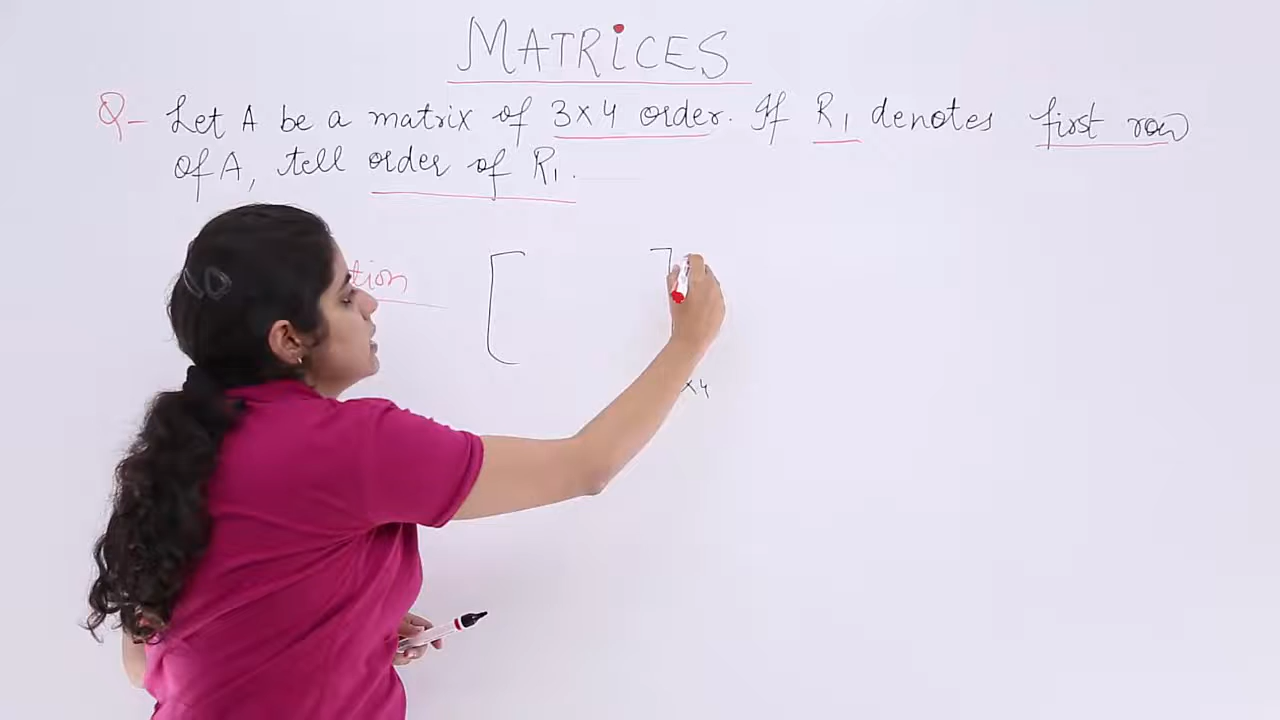 MATRiCES
Q- Let A be a matrix of 3×4 order. If R1 denotes first row
of A, tell order of R1.
×4